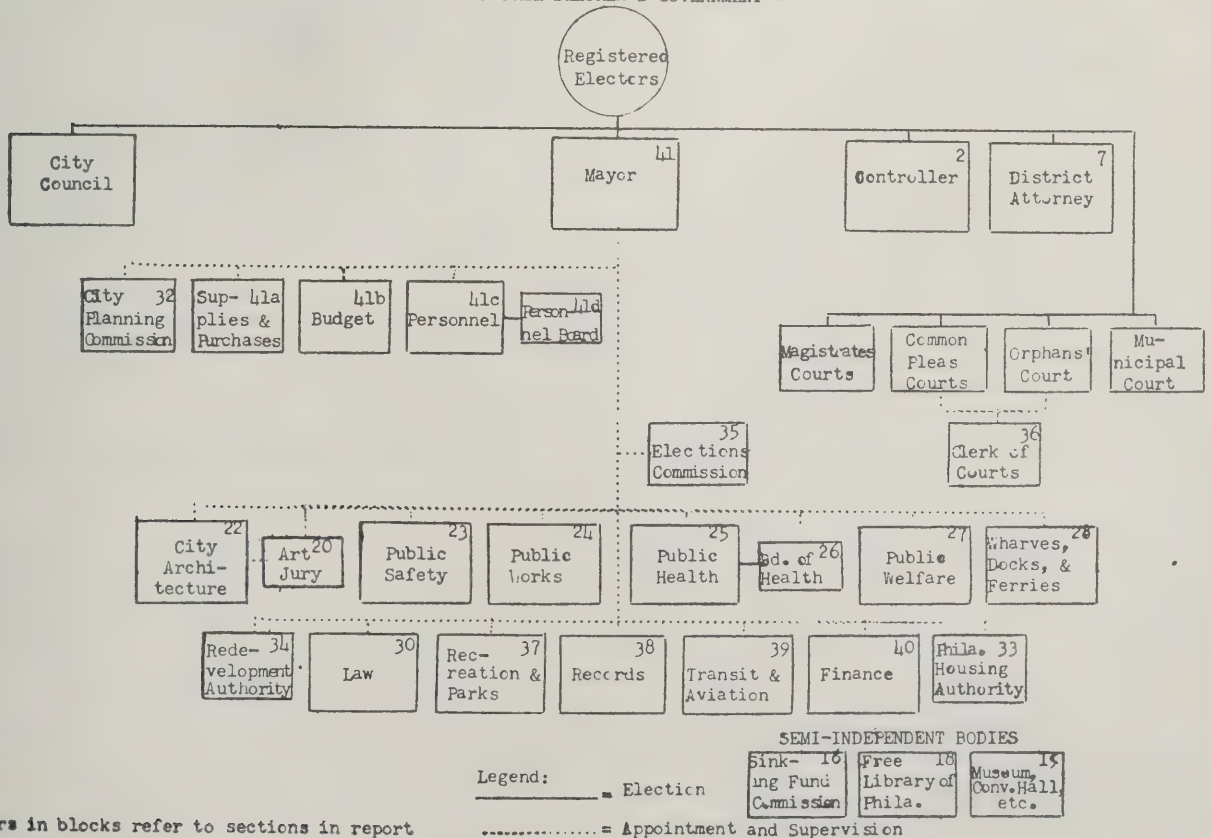 GOVERNMENT
Registered
Electors
City
Council
41
Mayor
2
Controller
7
District
Attorney
City 32
Planning
Commission
Sup- 41a
plies &
Purchases
41b
Budget
41c
Personnel
Person- 41d
nel Board
Magistrates
Courts
Common
Pleas
Courts
Orphans'
Court
Mu-
nicipal
Court
35
Elections
Commission
36
Clerk of
Courts
22
City
Archi-
tecture
Art 20
Jury
23
Public
Safety
24
Public
Works
25
Public
Health
Bd. of 26
Health
27
Public
Welfare
28
Wharves,
Docks, &
Ferries
Rede- 34
velopment
Authority
30
Law
37
Rec-
reation &
Parks
38
Records
39
Transit &
Aviation
40
Finance
Phila. 33
Housing
Authority
SEMI-INDEPENDENT BODIES
Sink- 16
ing Fund
Commission
Free 18
Library of
Phila.
Museum,
Conv. Hall,
etc.
Legend:
= Election
= Appointment and Supervision
in blocks refer to sections in report